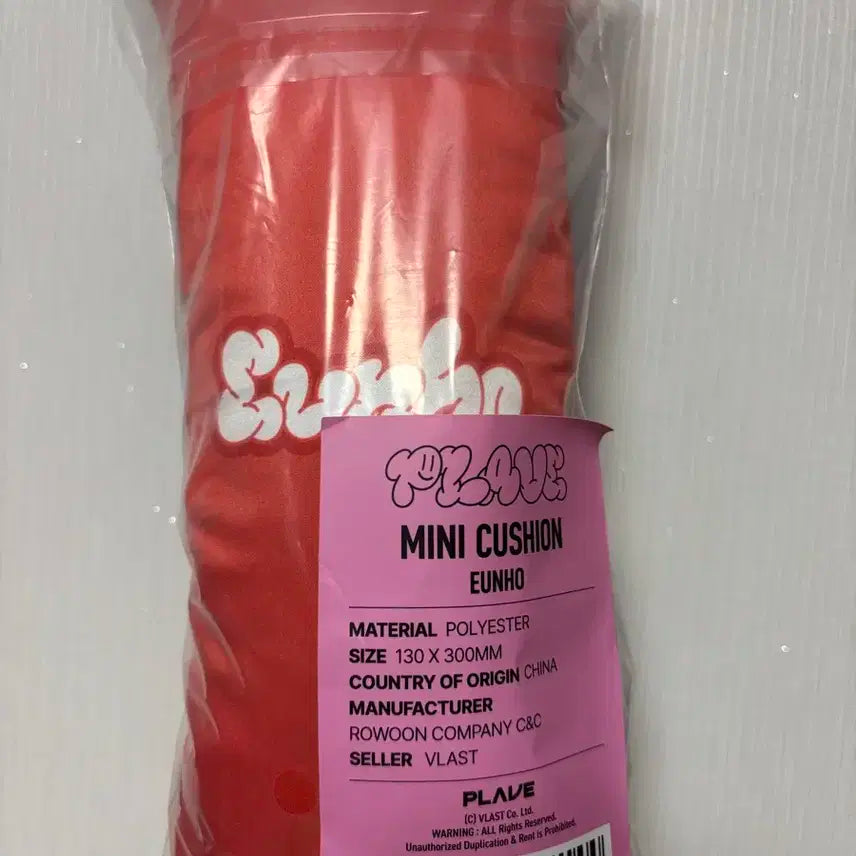 Eunho
PLAVE
MINI CUSHION
EUNHO
MATERIAL POLYESTER
SIZE 130 X 300MM
COUNTRY OF ORIGIN CHINA
MANUFACTURER
ROWOON COMPANY C&C
SELLER VLAST
PLAVE
(C) VLAST Co. Ltd.
WARNING : ALL Rights Reserved.
Unauthorized Duplication & Rent is Prohibited.